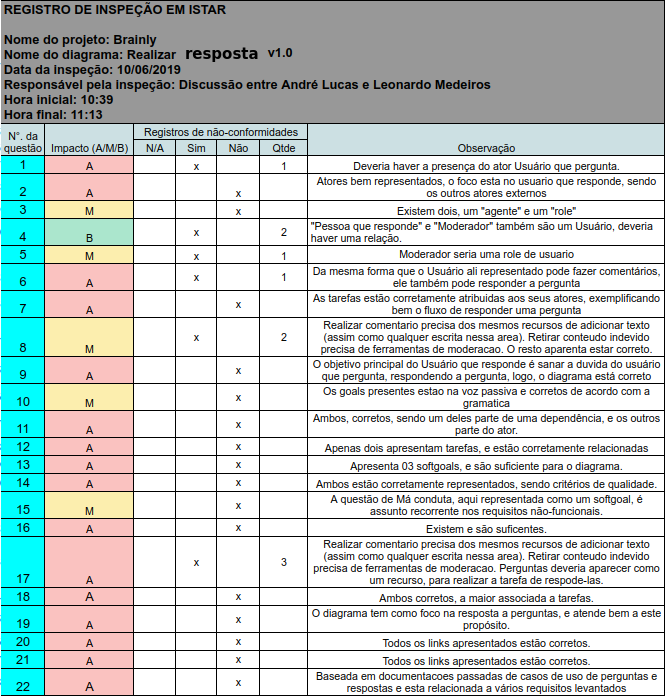 REGISTRO DE INSPEÇÃO EM ISTAR
Nome do projeto: Brainly
Nome do diagrama: Realizar resposta v1.0
Data da inspeção: 10/06/2019
Responsável pela inspeção: Discussão entre André Lucas e Leonardo Medeiros
Hora inicial: 10:39
Hora final: 11:13
N°. da questão Impacto (A/M/B) Registros de não-conformidades Observação
N/A Sim Não Qtde
1 A x 1 Deveria haver a presença do ator Usuário que pergunta.
2 A x Atores bem representados, o foco esta no usuario que responde, sendo
os outros atores externos
3 M x Existem dois, um "agente" e um "role"
4 B x 2 "Pessoa que responde" e "Moderador" também são um Usuário, deveria
haver uma relação.
5 M x 1 Moderador seria uma role de usuario
6 A x 1 Da mesma forma que o Usuário ali representado pode fazer comentários,
ele também pode responder a pergunta
7 A x As tarefas estão corretamente atribuidas aos seus atores, exemplificando
bem o fluxo de responder uma pergunta
8 M x 2 Realizar comentario precisa dos mesmos recursos de adicionar texto
(assim como qualquer escrita nessa area). Retirar conteudo indevido
precisa de ferramentas de moderacao. O resto aparenta estar correto.
9 A x O objetivo principal do Usuário que responde é sanar a duvida do usuário
que pergunta, respondendo a pergunta, logo, o diagrama está correto
10 M x Os goals presentes estao na voz passiva e corretos de acordo com a
gramatica
11 A x Ambos, corretos, sendo um deles parte de uma dependência, e os outros
parte do ator.
12 A x Apenas dois apresentam tarefas, e estão corretamente relacionadas
13 A x Apresenta 03 softgoals, e são suficiente para o diagrama.
14 A x Ambos estão corretamente representados, sendo critérios de qualidade.
15 M x A questão de Má conduta, aqui representada como um softgoal, é
assunto recorrente nos requisitos não-funcionais.
16 A x Existem e são suficentes.
17 A x 3 Realizar comentario precisa dos mesmos recursos de adicionar texto
(assim como qualquer escrita nessa area). Retirar conteudo indevido
precisa de ferramentas de moderacao. Perguntas deveria aparecer como
um recurso, para realizar a tarefa de respode-las.
18 A x Ambos corretos, a maior associada a tarefas.
19 A x O diagrama tem como foco na resposta a perguntas, e atende bem a este
propósito.
20 A x Todos os links apresentados estão corretos.
21 A x Todos os links apresentados estão corretos.
22 A x Baseada em documentacoes passadas de casos de uso de perguntas e
respostas e esta relacionada a vários requisitos levantados